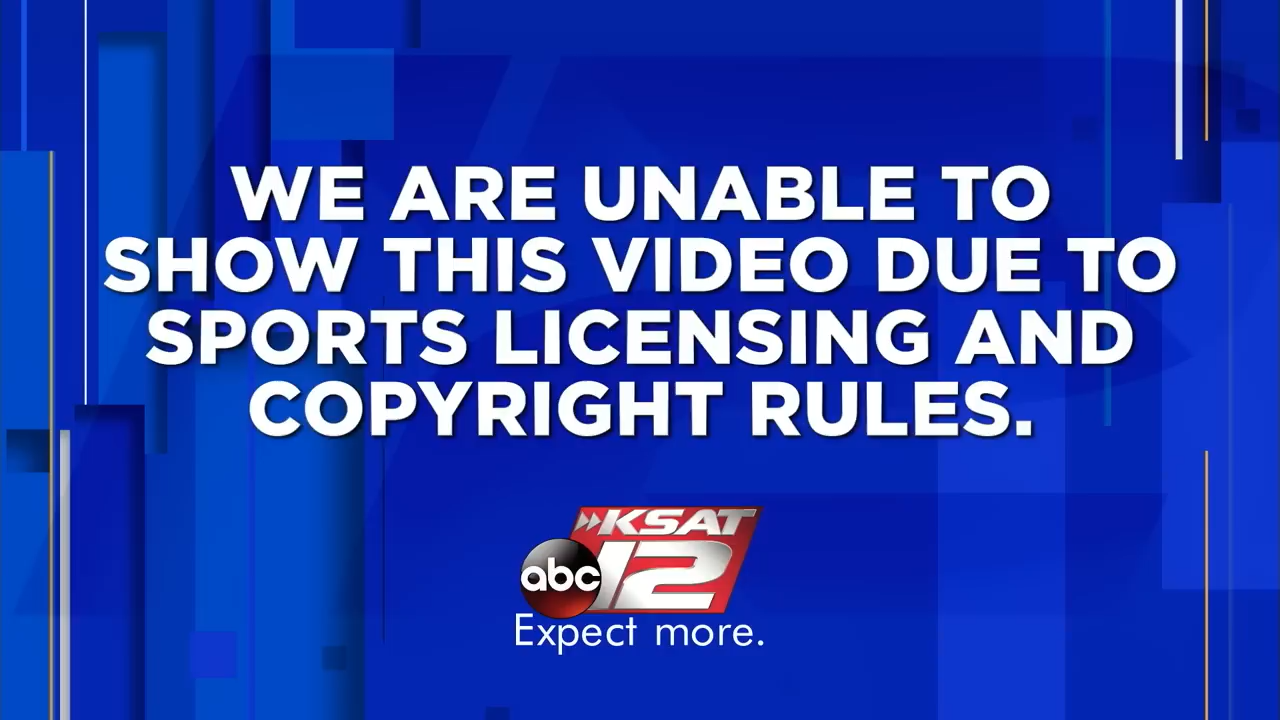 WE ARE UNABLE TO
SHOW THIS VIDEO DUE TO
SPORTS LICENSING AND
COPYRIGHT RULES.
KSAT
abc 12
Expect more.